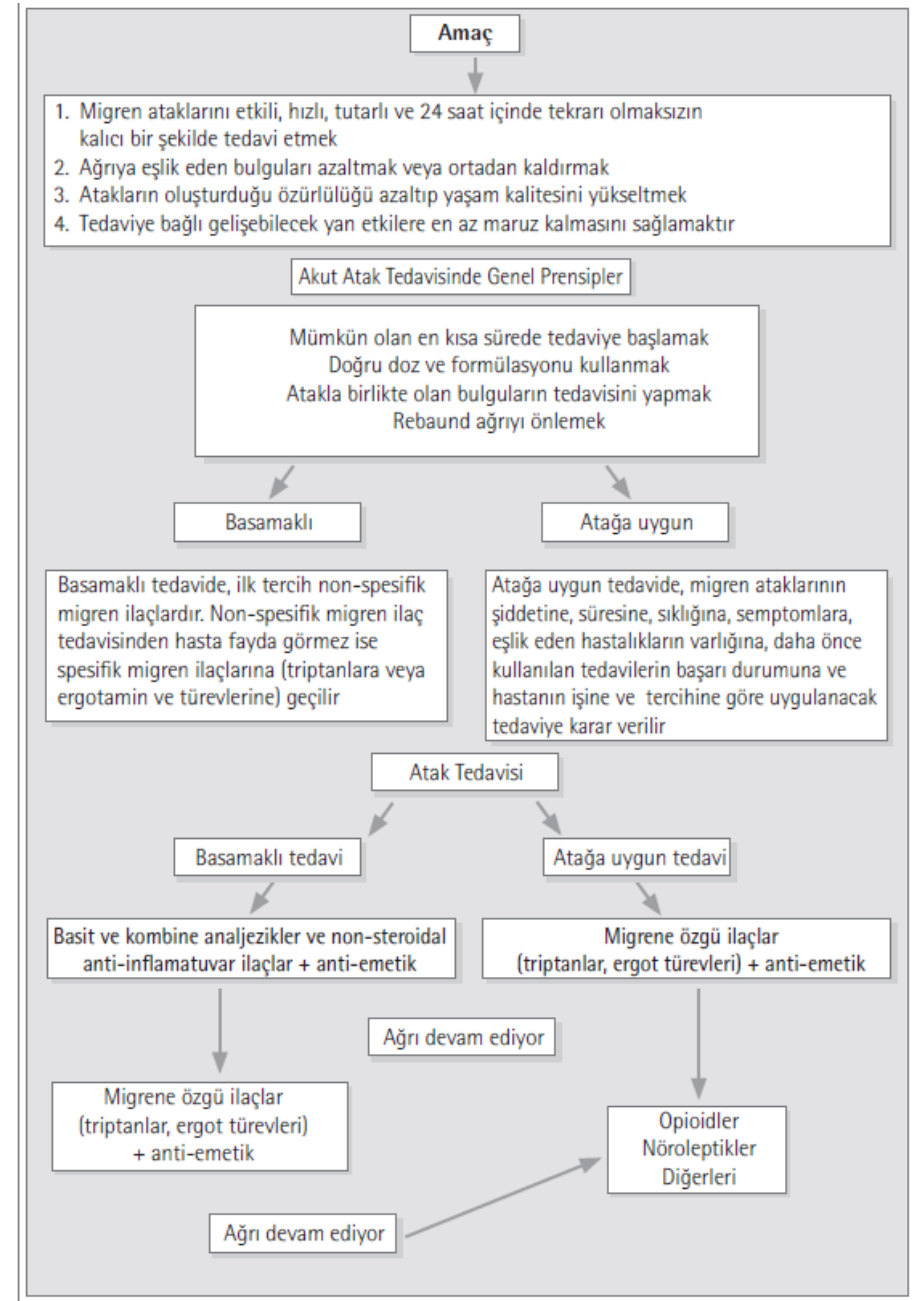 Amaç
1. Migren ataklarını etkili, hızlı, tutarlı ve 24 saat içinde tekrarı olmaksızın
kalıcı bir şekilde tedavi etmek
2. Ağrıya eşlik eden bulguları azaltmak veya ortadan kaldırmak
3. Atakların oluşturduğu özürlülüğü azaltıp yaşam kalitesini yükseltmek
4. Tedaviye bağlı gelişebilecek yan etkilere en az maruz kalmasını sağlamaktır
Akut Atak Tedavisinde Genel Prensipler
Mümkün olan en kısa sürede tedaviye başlamak
Doğru doz ve formülasyonu kullanmak
Atakla birlikte olan bulguların tedavisini yapmak
Rebaund ağrıyı önlemek
Basamaklı
Basamaklı tedavide, ilk tercih non-spesifik
migren ilaçlardır. Non-spesifik migren ilaç
tedavisinden hasta fayda görmez ise
spesifik migren ilaçlarına (triptanlara veya
ergotamin ve türevlerine) geçilir
Atağa uygun
Atağa uygun tedavide, migren ataklarının
şiddetine, süresine, sıklığına, semptomlara,
eşlik eden hastalıkların varlığına, daha önce
kullanılan tedavilerin başarı durumuna ve
hastanın işine ve tercihine göre uygulanacak
tedaviye karar verilir
Atak Tedavisi
Basamaklı tedavi
Atağa uygun tedavi
Basit ve kombine analjezikler ve non-steroidal
anti-inflamatuvar ilaçlar + anti-emetik
Migrene özgü ilaçlar
(triptanlar, ergot türevleri) + anti-emetik
Ağrı devam ediyor
Migrene özgü ilaçlar
(triptanlar, ergot türevleri)
+ anti-emetik
Opioidler
Nöroleptikler
Diğerleri
Ağrı devam ediyor